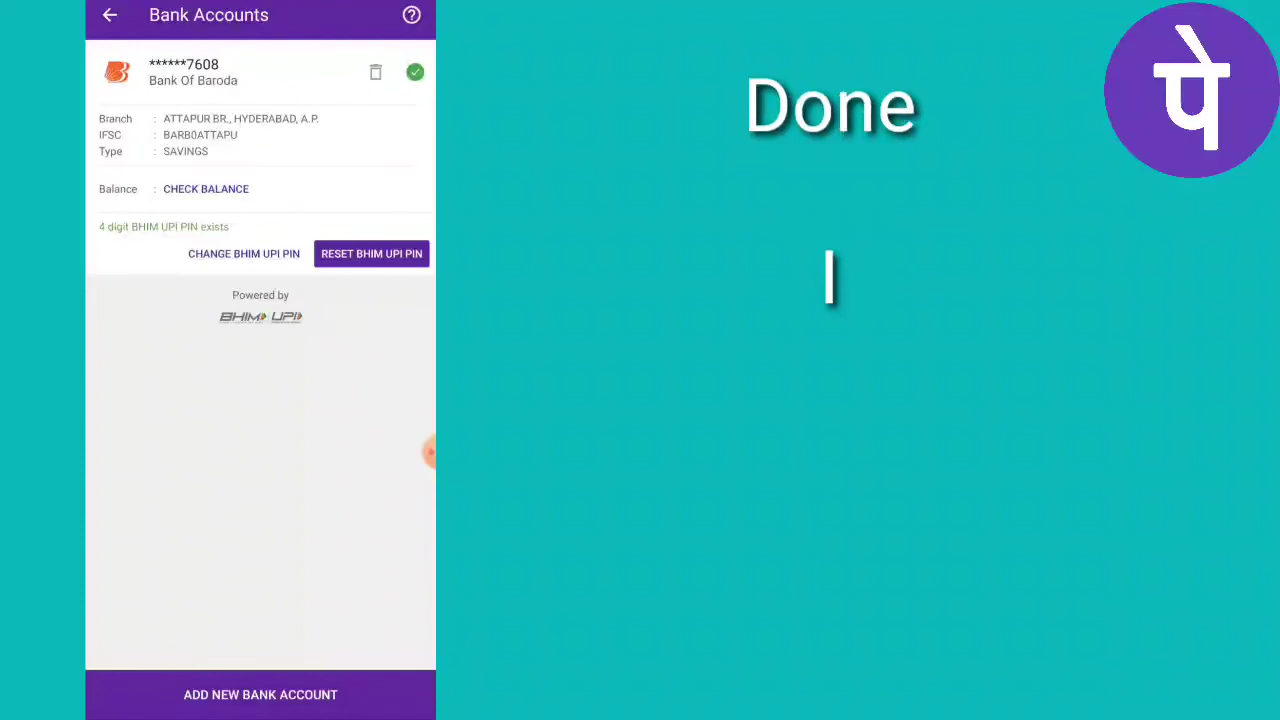 Bank Accounts
******7608
Bank Of Baroda
Branch : ATTAPUR BR., HYDERABAD, A.P.
IFSC : BARB0ATTAPU
Type : SAVINGS
Balance : CHECK BALANCE
4 digit BHIM UPI PIN exists
CHANGE BHIM UPI PIN RESET BHIM UPI PIN
Powered by
BHIM UPI
ADD NEW BANK ACCOUNT
Done
I
पे